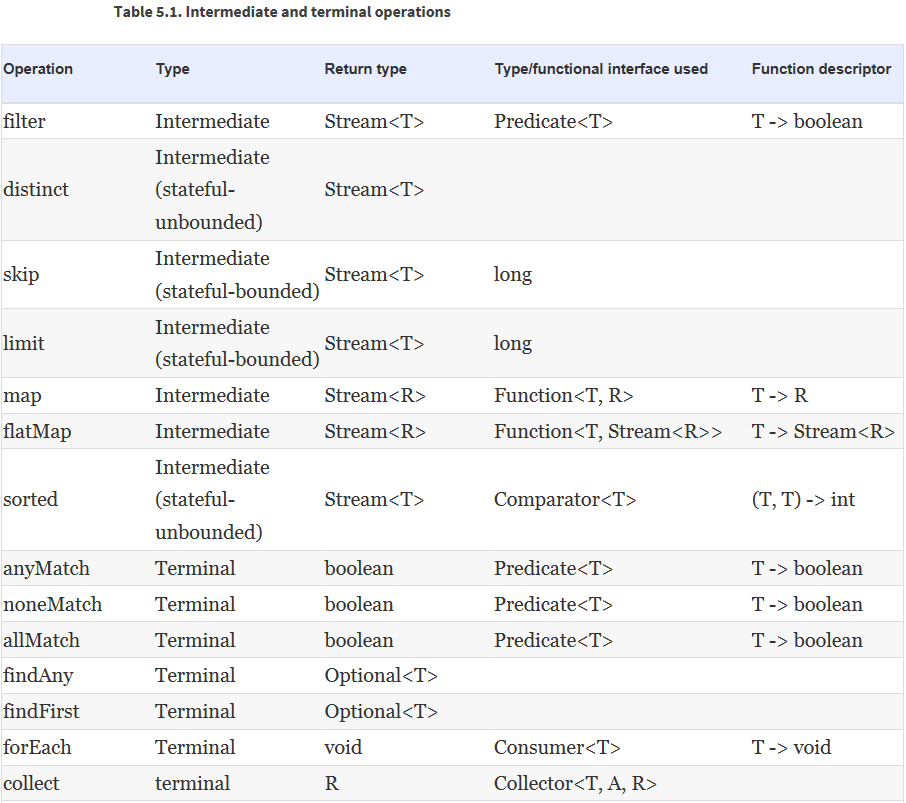 Table 5.1. Intermediate and terminal operations
Operation Type Return type Type/functional interface used Function descriptor
filter Intermediate Stream<T> Predicate<T> T -> boolean
distinct Intermediate (stateful-unbounded) Stream<T>
skip Intermediate (stateful-bounded) Stream<T> long
limit Intermediate (stateful-bounded) Stream<T> long
map Intermediate Stream<R> Function<T, R> T -> R
flatMap Intermediate Stream<R> Function<T, Stream<R>> T -> Stream<R>
sorted Intermediate (stateful-unbounded) Stream<T> Comparator<T> (T, T) -> int
anyMatch Terminal boolean Predicate<T> T -> boolean
noneMatch Terminal boolean Predicate<T> T -> boolean
allMatch Terminal boolean Predicate<T> T -> boolean
findAny Terminal Optional<T>
findFirst Terminal Optional<T>
forEach Terminal void Consumer<T> T -> void
collect terminal R Collector<T, A, R>